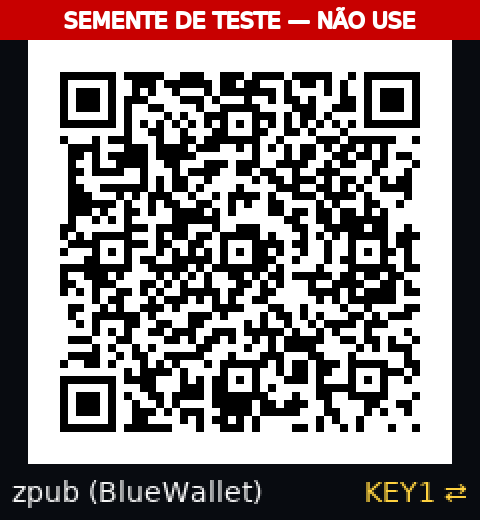 SEMENTE DE TESTE — NÃO USE
zpub (BlueWallet)
KEY1 ⇄